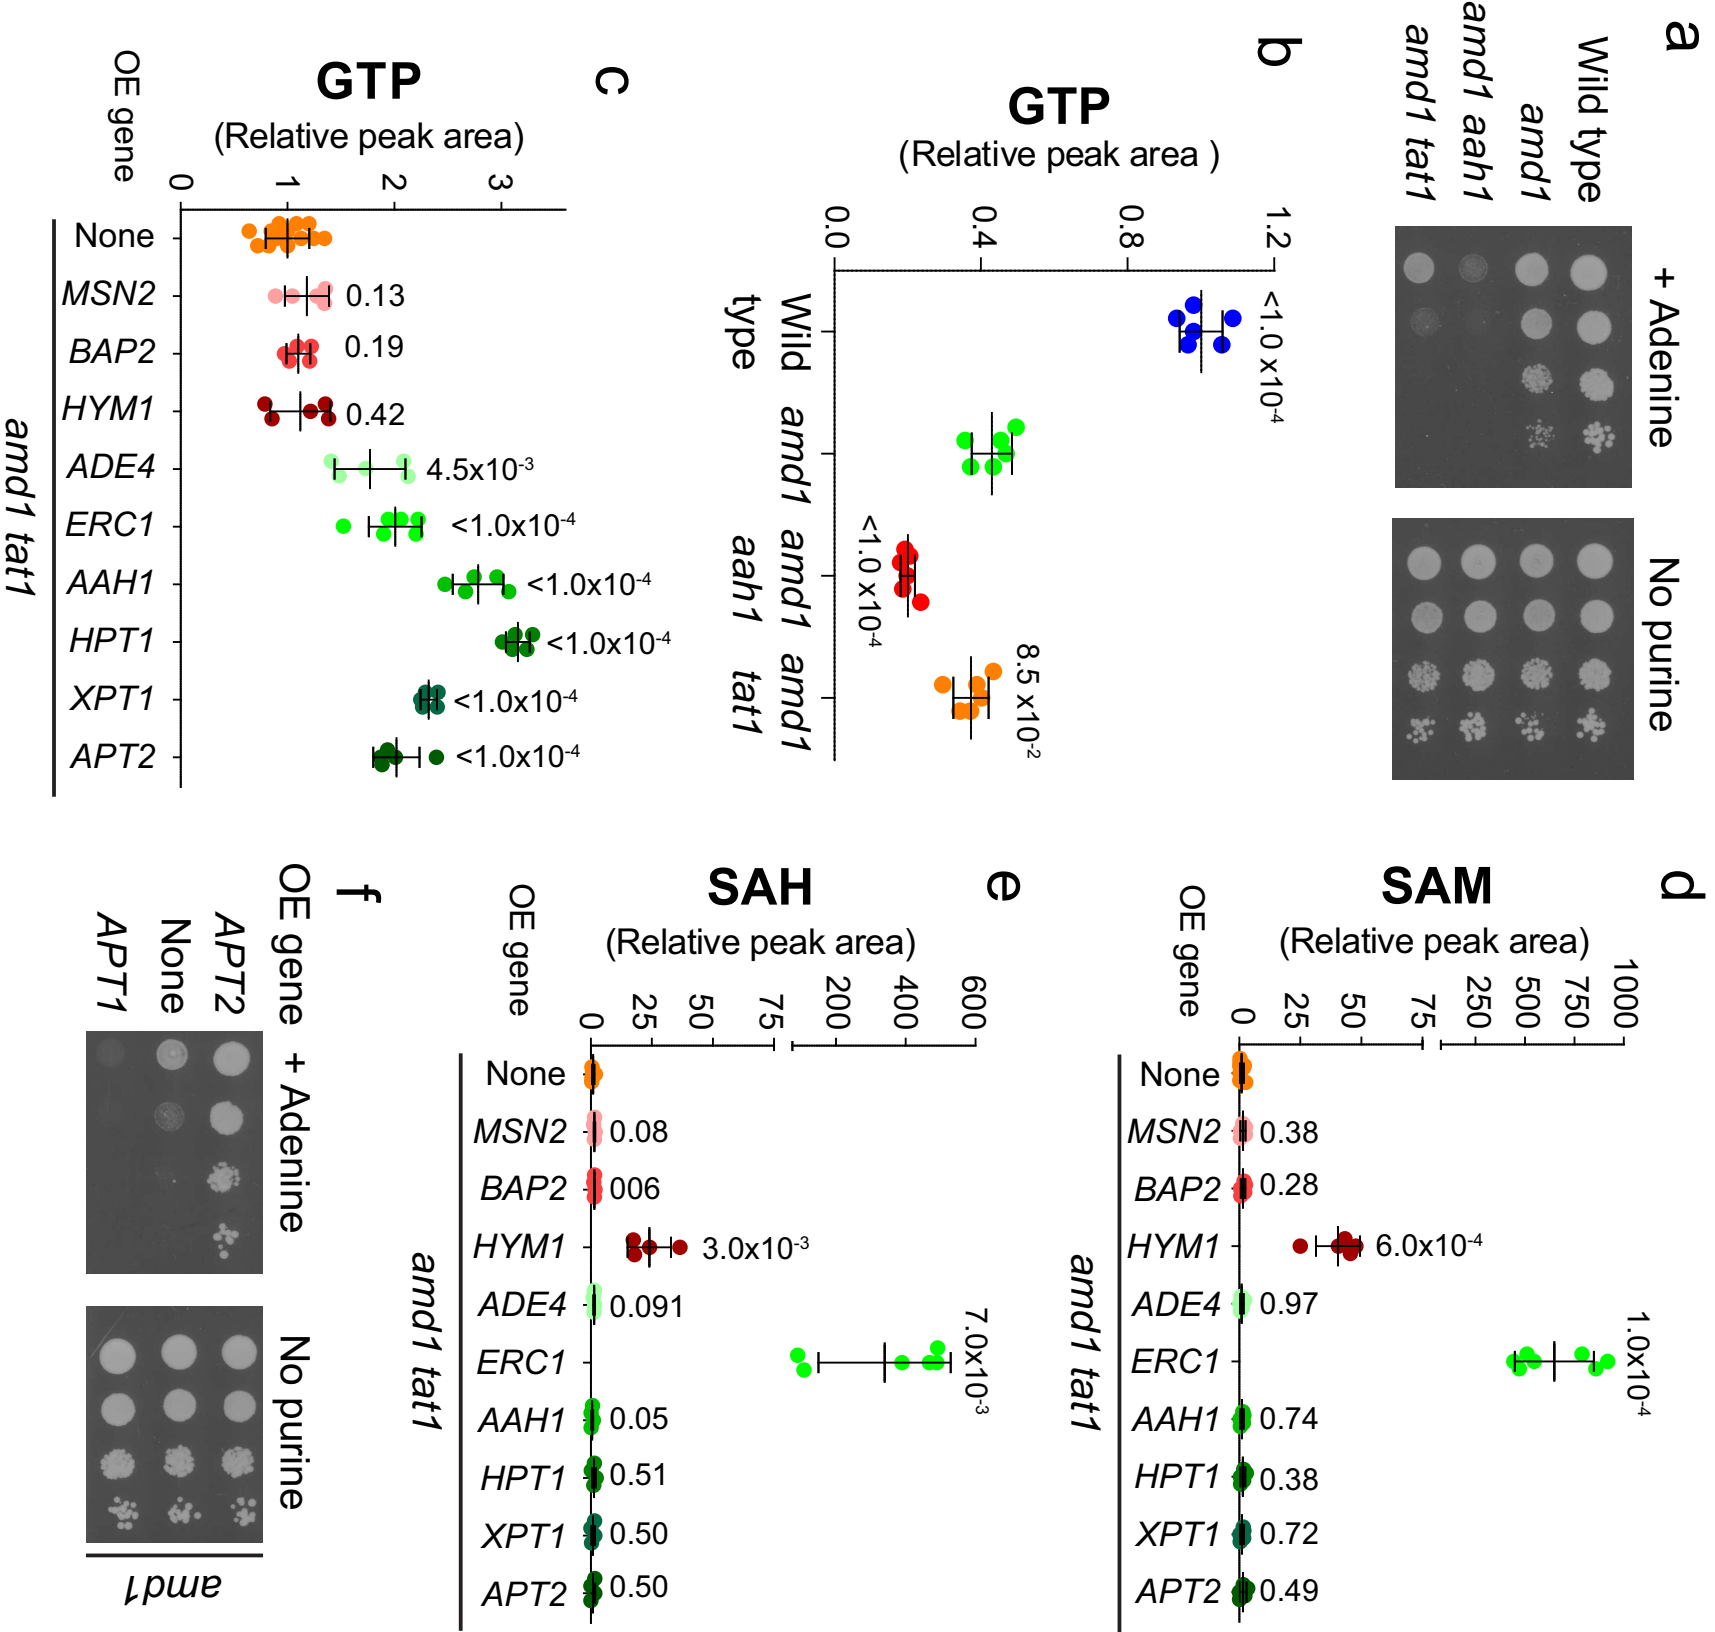 a
+ Adenine
No purine
Wild type
amd1
amd1 aah1
amd1 tat1
b
GTP
(Relative peak area )
1.2
0.8
0.4
0.0
<1.0 x10-4
<1.0 x10-4
8.5 x10-2
Wild
type
amd1
amd1
aah1
amd1
tat1
c
GTP
(Relative peak area)
3
2
1
0
0.13
0.19
0.42
4.5x10-3
<1.0x10-4
<1.0x10-4
<1.0x10-4
<1.0x10-4
<1.0x10-4
OE gene
None
MSN2
BAP2
HYM1
ADE4
ERC1
AAH1
HPT1
XPT1
APT2
amd1 tat1
d
SAM
(Relative peak area)
1000
750
500
250
75
50
25
0
0.38
0.28
6.0x10-4
0.97
1.0x10-4
0.74
0.38
0.72
0.49
OE gene
None
MSN2
BAP2
HYM1
ADE4
ERC1
AAH1
HPT1
XPT1
APT2
amd1 tat1
e
SAH
(Relative peak area)
600
400
200
75
50
25
0
0.08
006
3.0x10-3
0.091
7.0x10-3
0.05
0.51
0.50
0.50
OE gene
None
MSN2
BAP2
HYM1
ADE4
ERC1
AAH1
HPT1
XPT1
APT2
amd1 tat1
f
OE gene
+ Adenine
No purine
APT2
None
APT1
amd1